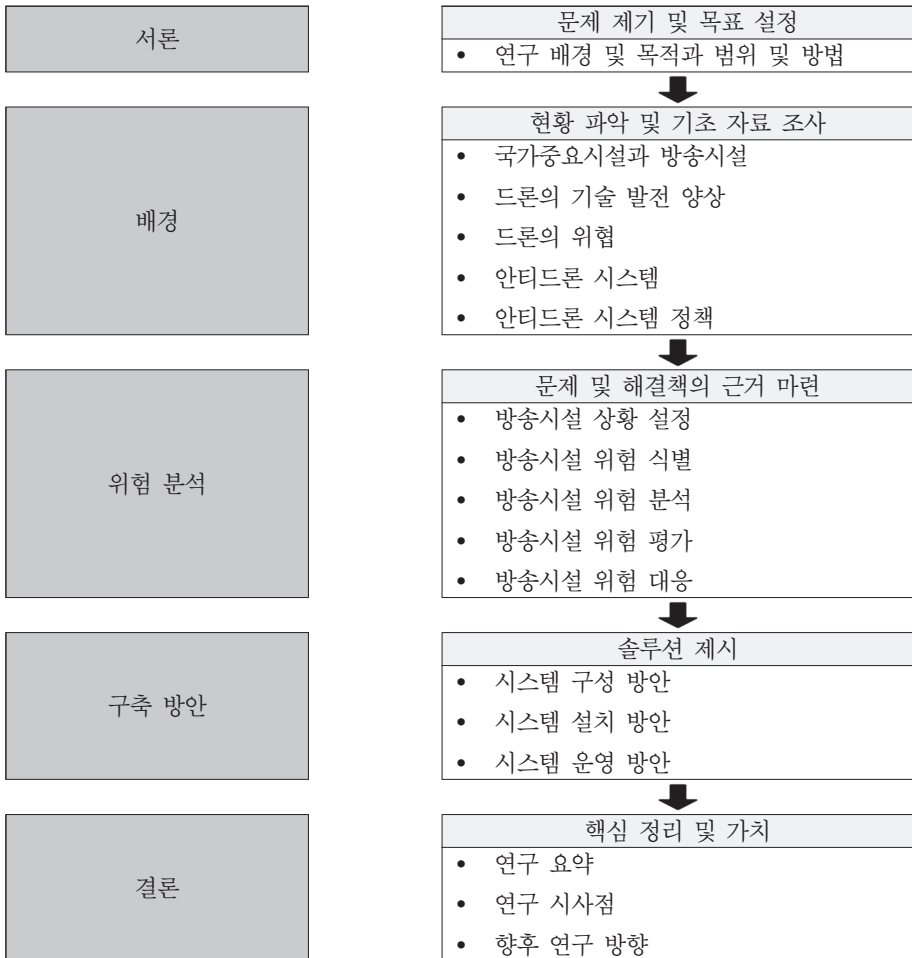 서론
문제 제기 및 목표 설정
• 연구 배경 및 목적과 범위 및 방법
배경
현황 파악 및 기초 자료 조사
• 국가중요시설과 방송시설
• 드론의 기술 발전 양상
• 드론의 위협
• 안티드론 시스템
• 안티드론 시스템 정책
위험 분석
문제 및 해결책의 근거 마련
• 방송시설 상황 설정
• 방송시설 위험 식별
• 방송시설 위험 분석
• 방송시설 위험 평가
• 방송시설 위험 대응
구축 방안
솔루션 제시
• 시스템 구성 방안
• 시스템 설치 방안
• 시스템 운영 방안
결론
핵심 정리 및 가치
• 연구 요약
• 연구 시사점
• 향후 연구 방향